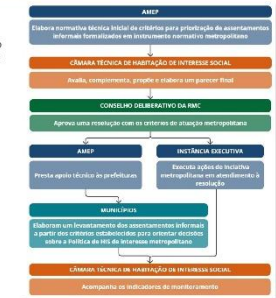 AMEP
Elabora normativa técnica inicial de critérios para priorização de assentamentos
informais formalizados em instrumento normativo metropolitano
CÂMARA TÉCNICA DE HABITAÇÃO DE INTERESSE SOCIAL
Avalia, complementa, propõe e elabora um parecer final
CONSELHO DELIBERATIVO DA RMC
Aprova uma resolução com os critérios de atuação metropolitana
AMEP
INSTÂNCIA EXECUTIVA
Presta apoio técnico às prefeituras
Executa ações de iniciativa
metropolitana em atendimento à
resolução
MUNICÍPIOS
Elaboram um levantamento dos assentamentos informais
a partir dos critérios estabelecidos para orientar decisões
sobre a Política de HIS de interesse metropolitano
CÂMARA TÉCNICA DE HABITAÇÃO DE INTERESSE SOCIAL
Acompanha os indicadores do monitoramento